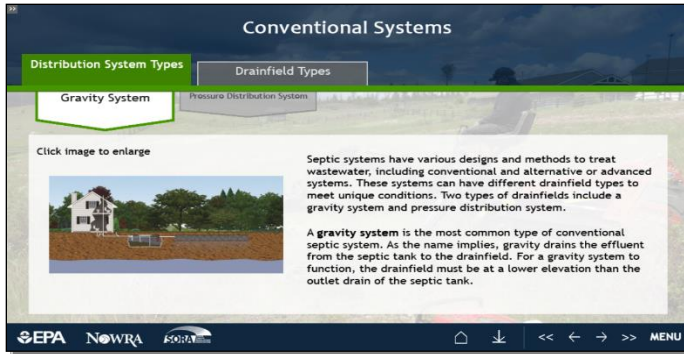 >>
Conventional Systems
Distribution System Types
Drainfield Types
Gravity System
Pressure Distribution System
Click image to enlarge
Septic systems have various designs and methods to treat
wastewater, including conventional and alternative or advanced
systems. These systems can have different drainfield types to
meet unique conditions. Two types of drainfields include a
gravity system and pressure distribution system.
A gravity system is the most common type of conventional
septic system. As the name implies, gravity drains the effluent
from the septic tank to the drainfield. For a gravity system to
function, the drainfield must be at a lower elevation than the
outlet drain of the septic tank.
EPA NOWRA SORA
<< >> MENU